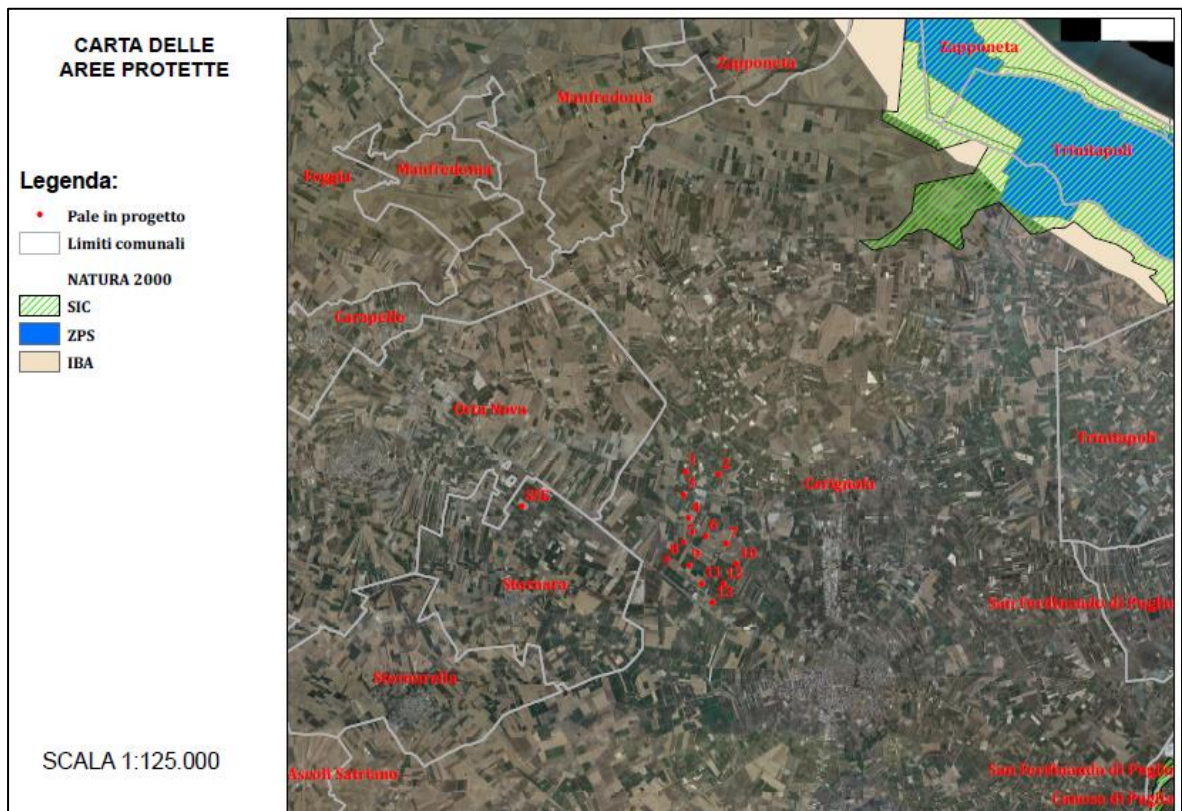 CARTA DELLE
AREE PROTETTE
Legenda:
Pale in progetto
Limiti comunali
NATURA 2000
SIC
ZPS
IBA
SCALA 1:125.000
Zapponeta
Zapponeta
Manfredonia
Trinitapoli
Manfredonia
Foggia
Carapelle
Orta Nova
Trinitapoli
1
2
3
Cerignola
4
6
5
7
8
9
10
11
12
13
Stornara
San Ferdinando di Puglia
Stornarella
Ascoli Satriano
San Ferdinando di Puglia
Canosa di Puglia